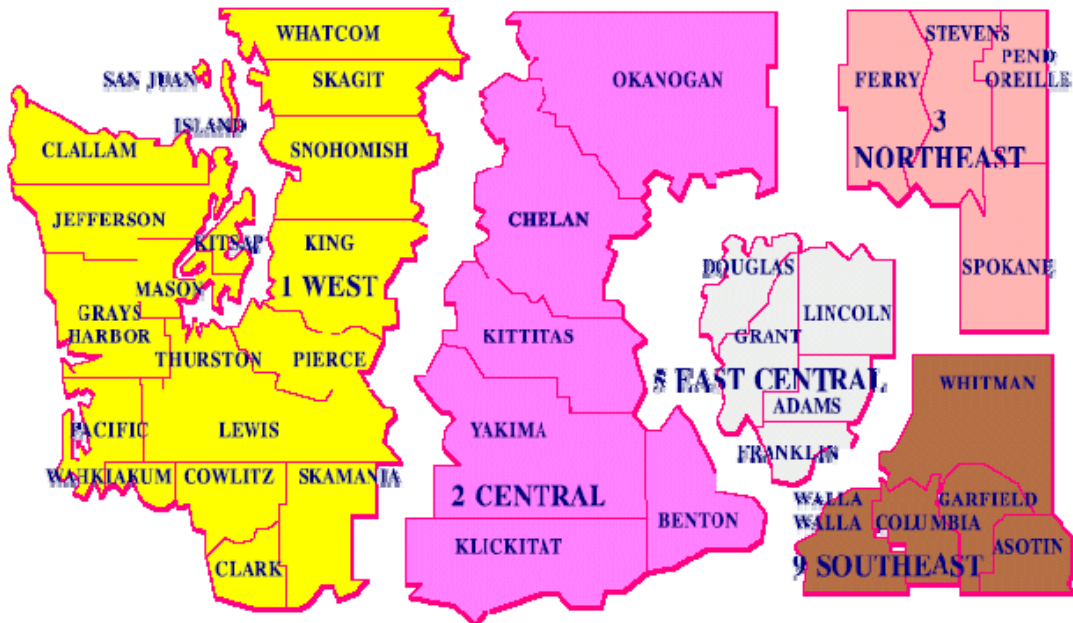 WHATCOM
SAN JUAN
SKAGIT
ISLAND
CLALLAM
SNOHOMISH
JEFFERSON
KITSAP
KING
MASON
1 WEST
GRAYS
HARBOR
THURSTON
PIERCE
PACIFIC
LEWIS
WAHKIAKUM
COWLITZ
SKAMANIA
CLARK
OKANOGAN
CHELAN
KITTITAS
YAKIMA
2 CENTRAL
BENTON
KLICKITAT
STEVENS
PEND
OREILLE
FERRY
3
NORTHEAST
SPOKANE
DOUGLAS
LINCOLN
GRANT
8 EAST CENTRAL
ADAMS
FRANKLIN
WHITMAN
WALLA
WALLA
COLUMBIA
GARFIELD
ASOTIN
9 SOUTHEAST